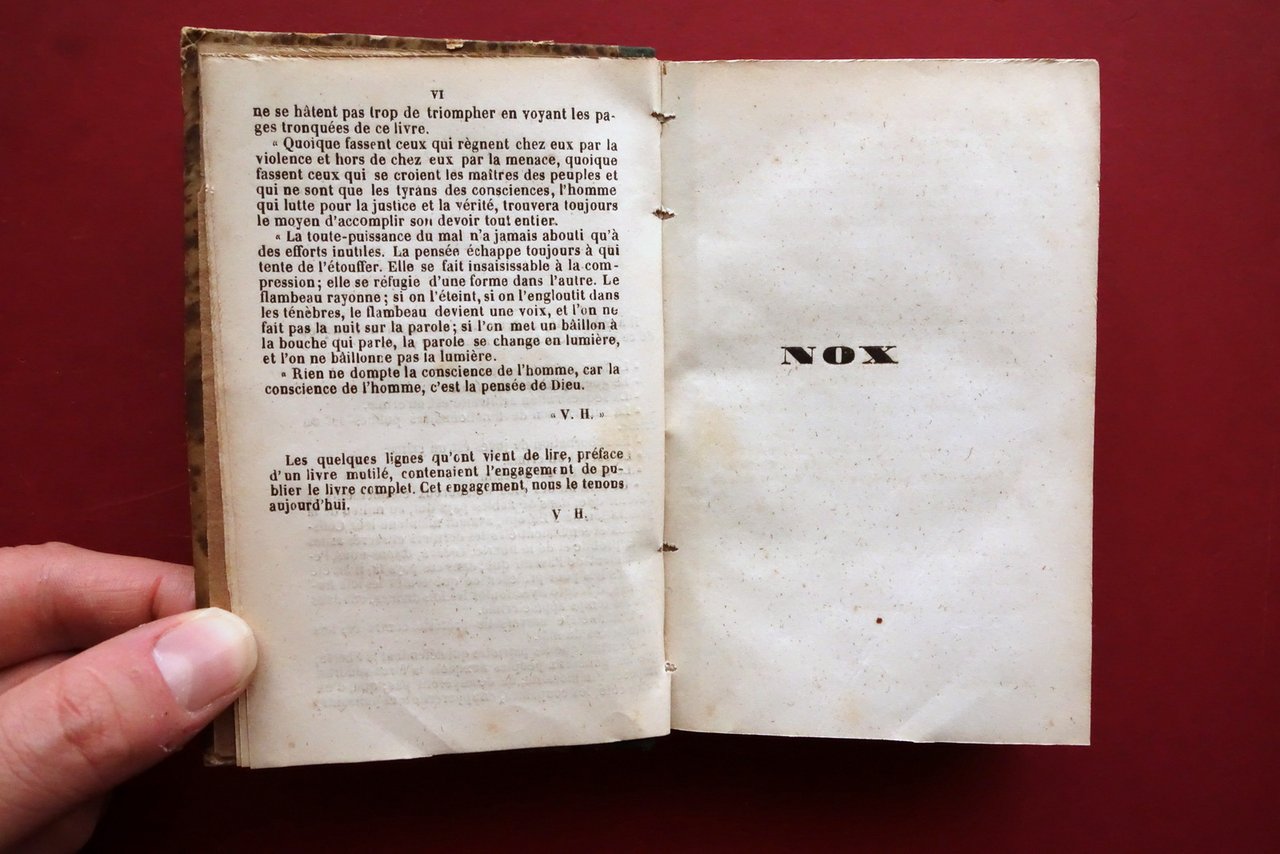 VI
ne se hâtent pas trop de triompher en voyant les pa-
ges tronquées de ce livre.
« Quoique fassent ceux qui règnent chez eux par la
violence et hors de chez eux par la menace, quoique
fassent ceux qui se croient les maîtres des peuples et
qui ne sont que les tyrans des consciences, l'homme
qui lutte pour la justice et la vérité, trouvera toujours
le moyen d'accomplir son devoir tout entier.
« La toute-puissance du mal n'a jamais abouti qu'à
des efforts inutiles. La pensée échappe toujours à qui
tente de l'étouffer. Elle se fait insaisissable à la com-
pression ; elle se réfugie d'une forme dans l'autre. Le
flambeau rayonne ; si on l'éteint, si on l'engloutit dans
les ténèbres, le flambeau devient une voix, et l'on ne
fait pas la nuit sur la parole ; si l'on met un bâillon à
la bouche qui parle, la parole se change en lumière,
et l'on ne bâillonne pas la lumière.
« Rien ne dompte la conscience de l'homme, car la
conscience de l'homme, c'est la pensée de Dieu.
« V. H. »
Les quelques lignes qu'ont vient de lire, préface
d'un livre mutilé, contenaient l'engagement de pu-
blier le livre complet. Cet engagement, nous le tenons
aujourd'hui.
V H.
NOX